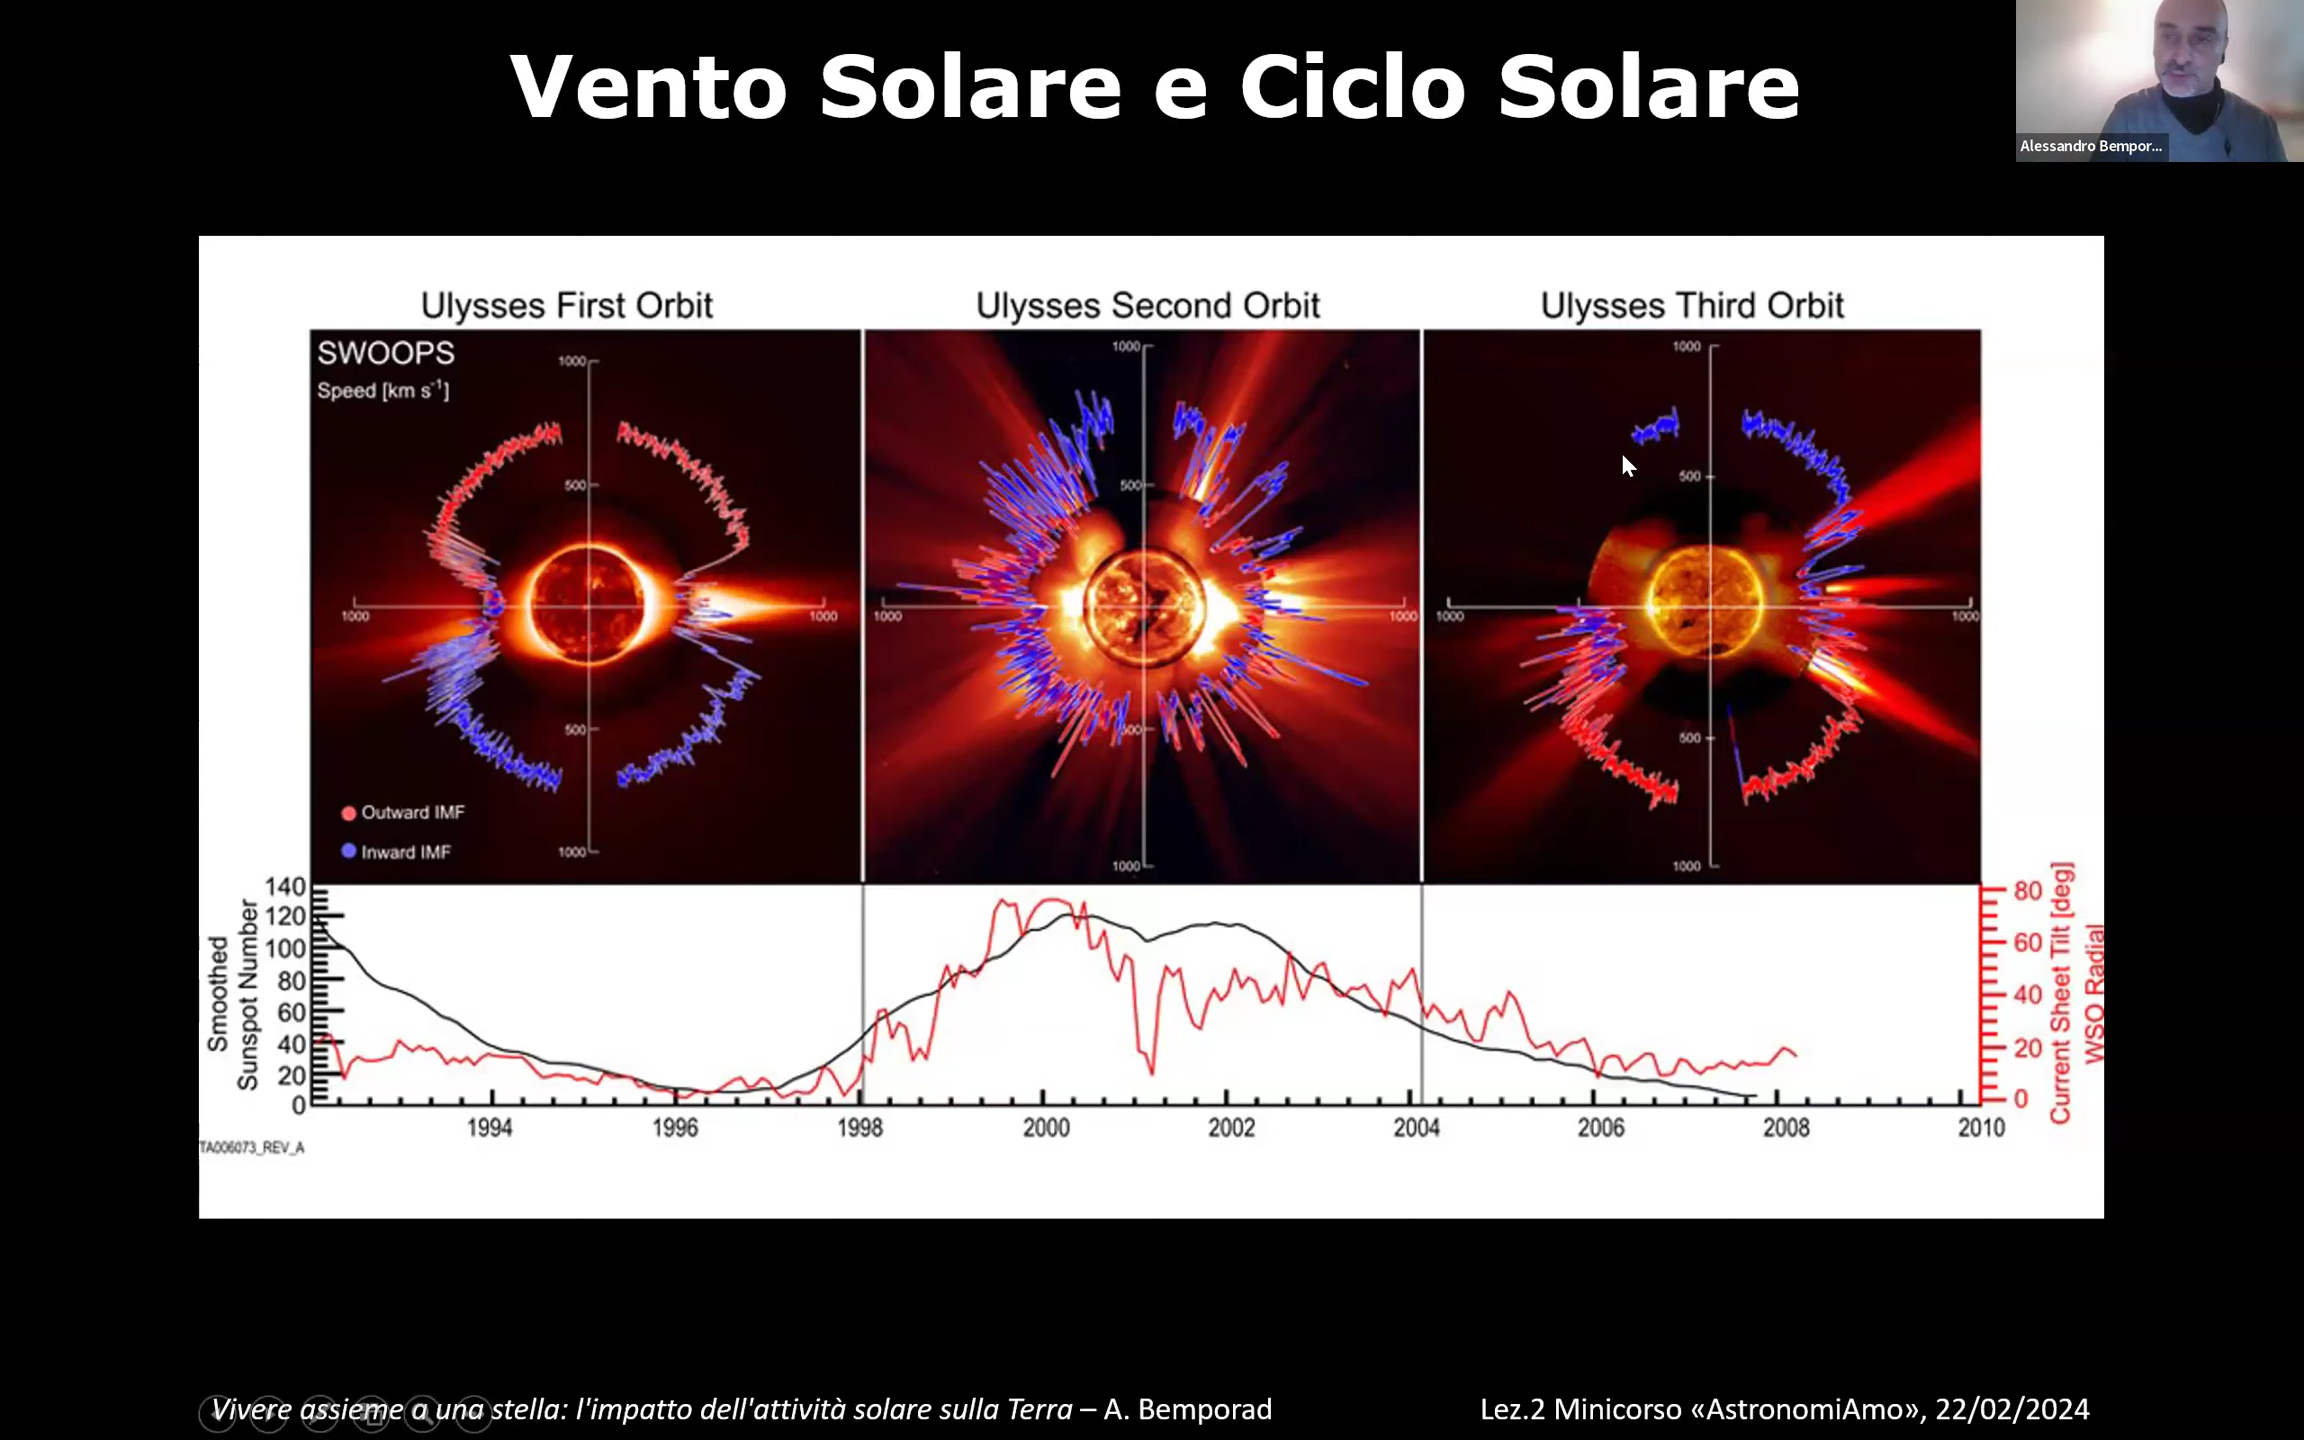 Vento Solare e Ciclo Solare
Alessandro Bempor...
Ulysses First Orbit
Ulysses Second Orbit
Ulysses Third Orbit
SWOOPS
Speed [km s-1]
1000
500
1000
1000
500
1000
Outward IMF
Inward IMF
1000
500
1000
1000
500
1000
1000
500
1000
1000
500
1000
Smoothed
Sunspot Number
140
120
100
80
60
40
20
0
80
60
40
20
0
Current Sheet Tilt [deg]
WSO Radial
1994
1996
1998
2000
2002
2004
2006
2008
2010
TA006073_REV_A
Vivere assieme a una stella: l'impatto dell'attività solare sulla Terra – A. Bemporad
Lez.2 Minicorso «AstronomiAmo», 22/02/2024